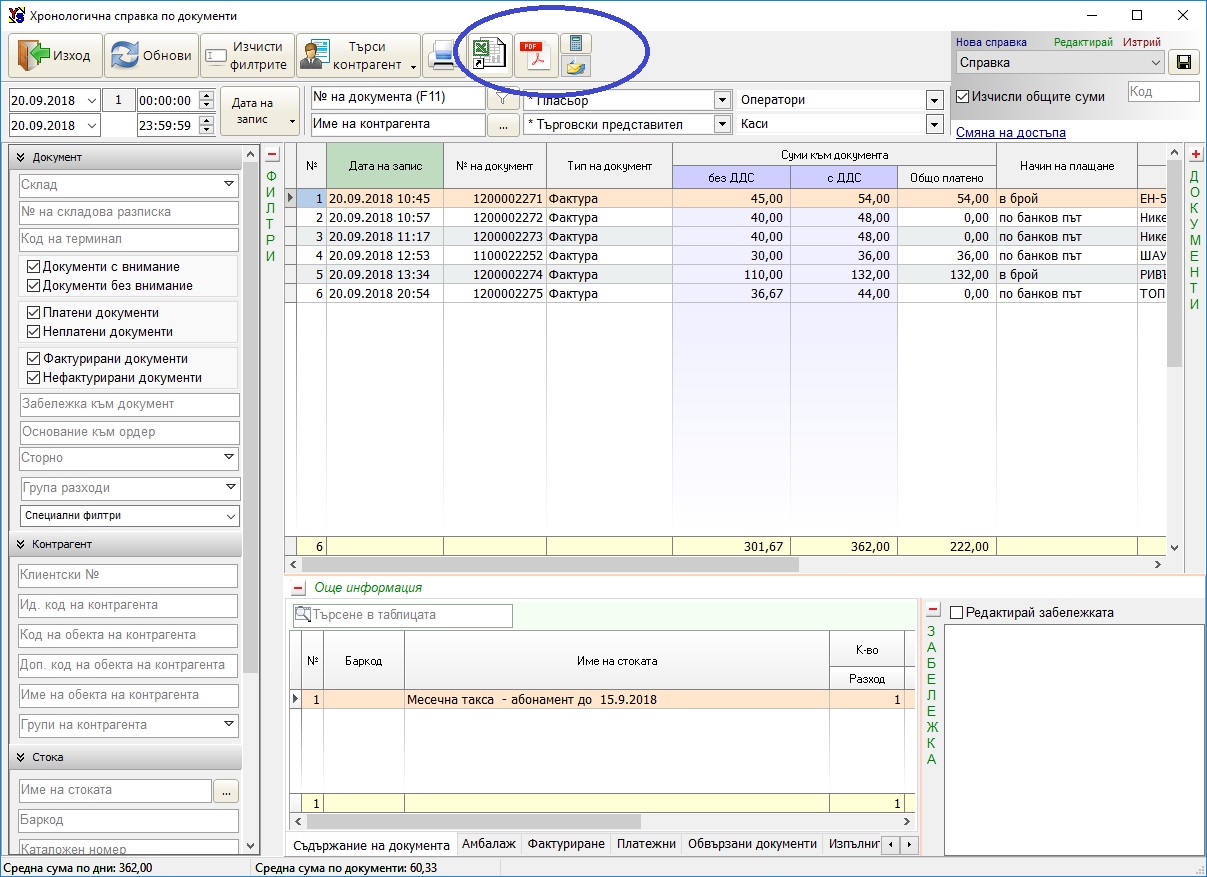 Хронологична справка по документи
Изход
Обнови
Изчисти
филтрите
Търси
контрагент
PDF
Нова справка Редактирай Изтрий
Справка
20.09.2018 1 00:00:00
20.09.2018 23:59:59
Дата на
запис
№ на документа (F11)
Име на контрагента
...
* Пласьор
* Търговски представител
Оператори
Каси
Изчисли общите суми
Код
Смяна на достъпа
Документ
Склад
№ на складова разписка
Код на терминал
Документи с внимание
Документи без внимание
Платени документи
Неплатени документи
Фактурирани документи
Нефактурирани документи
Забележка към документ
Основание към ордер
Сторно
Група разходи
Специални филтри
Контрагент
Клиентски №
Ид. код на контрагента
Код на обекта на контрагента
Доп. код на обекта на контрагента
Име на обекта на контрагента
Групи на контрагента
Стока
Име на стоката
...
Баркод
Каталожен номер
ФИЛТРИ
№ Дата на запис № на документ Тип на документ Суми към документа Начин на плащане
без ДДС с ДДС Общо платено
1 20.09.2018 10:45 1200002271 Фактура 45,00 54,00 54,00 в брой ЕН-5
2 20.09.2018 10:57 1200002272 Фактура 40,00 48,00 0,00 по банков път Нике
3 20.09.2018 11:17 1200002273 Фактура 40,00 48,00 0,00 по банков път Нике
4 20.09.2018 12:53 1100002252 Фактура 30,00 36,00 36,00 по банков път ШАУ
5 20.09.2018 13:34 1200002274 Фактура 110,00 132,00 132,00 в брой РИВЪ
6 20.09.2018 20:54 1200002275 Фактура 36,67 44,00 0,00 по банков път ТОП
6 301,67 362,00 222,00
ДОКУМЕНТИ
Още информация
Търсене в таблицата
№ Баркод Име на стоката К-во
Разход
1 Месечна такса - абонамент до 15.9.2018 1
1 1
Съдържание на документа Амбалаж Фактуриране Платежни Обвързани документи Изпълнит
ЗАБЕЛЕЖКА
Редактирай забележката
Средна сума по дни: 362,00 Средна сума по документи: 60,33